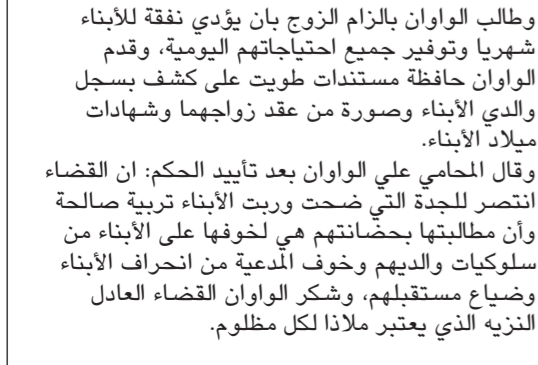 وطالب الواوان بالزام الزوج بان يؤدي نفقة للأبناء
شهريا وتوفير جميع احتياجاتهم اليومية، وقدم
الواوان حافظة مستندات طويت على كشف بسجل
والدي الأبناء وصورة من عقد زواجهما وشهادات
ميلاد الأبناء.
وقال المحامي علي الواوان بعد تأييد الحكم: ان القضاء
انتصر للجدة التي ضحت وربت الأبناء تربية صالحة
وأن مطالبتها بحضانتهم هي لخوفها على الأبناء من
سلوكيات والديهم وخوف المدعية من انحراف الأبناء
وضياع مستقبلهم، وشكر الواوان القضاء العادل
النزيه الذي يعتبر ملاذا لكل مظلوم.